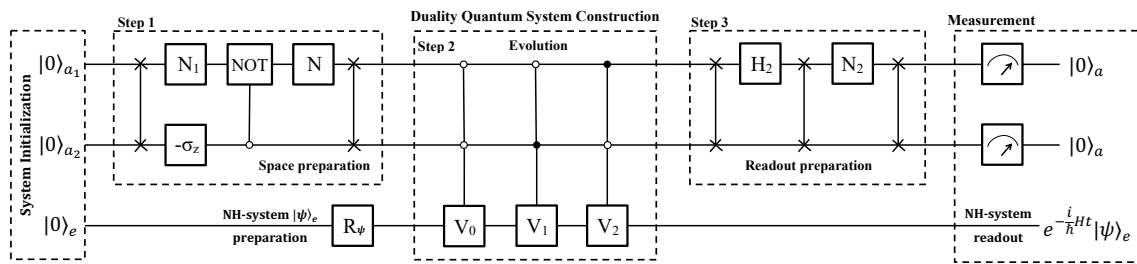 Duality Quantum System Construction
Step 1
Step 2
Evolution
Step 3
Measurement
System Initialization
|0⟩a₁
N₁
NOT
N
H₂
N₂
|0⟩a
|0⟩a₂
-σz
Space preparation
Readout preparation
|0⟩a
|0⟩e
NH-system |ψ⟩e
preparation
Rψ
V₀
V₁
V₂
NH-system
readout
e^{-\frac{i}{ħ}Ht}|ψ⟩e